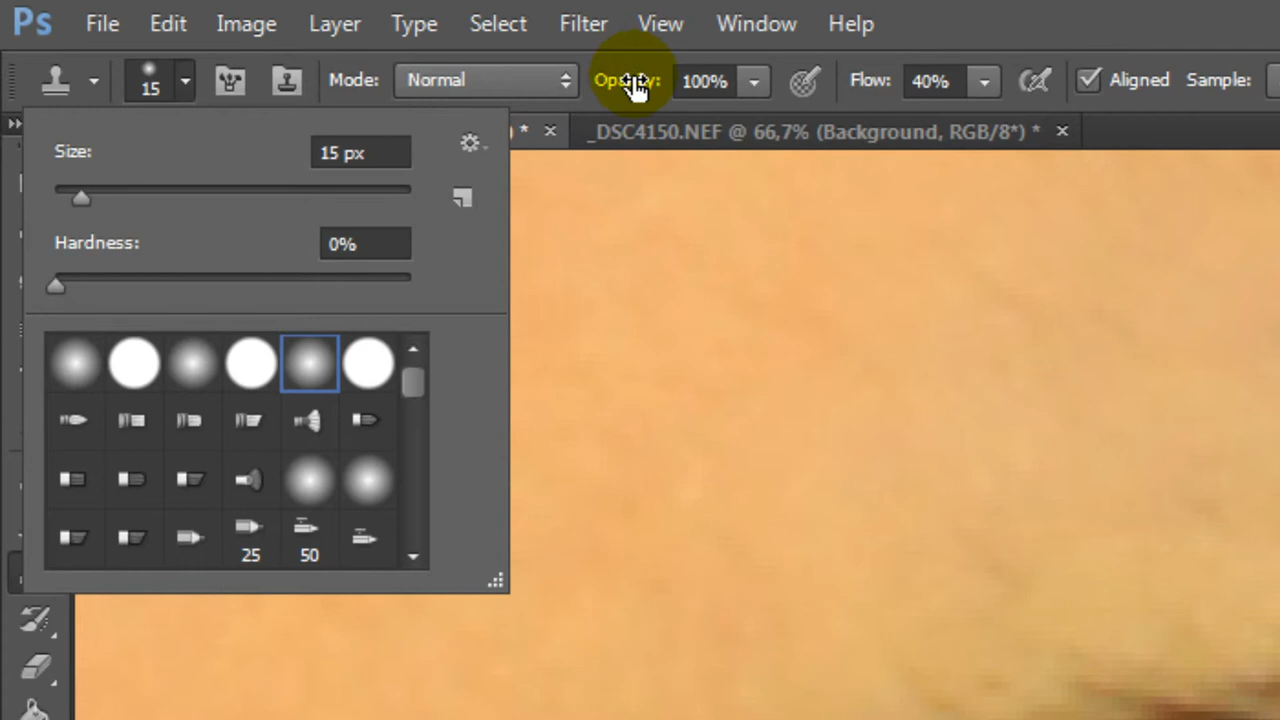 Ps File Edit Image Layer Type Select Filter View Window Help
15 Mode: Normal Opacity: 100% Flow: 40% Aligned Sample:
) * × _DSC4150.NEF @ 66,7% (Background, RGB/8*) * ×
Size: 15 px
Hardness: 0%
25 50